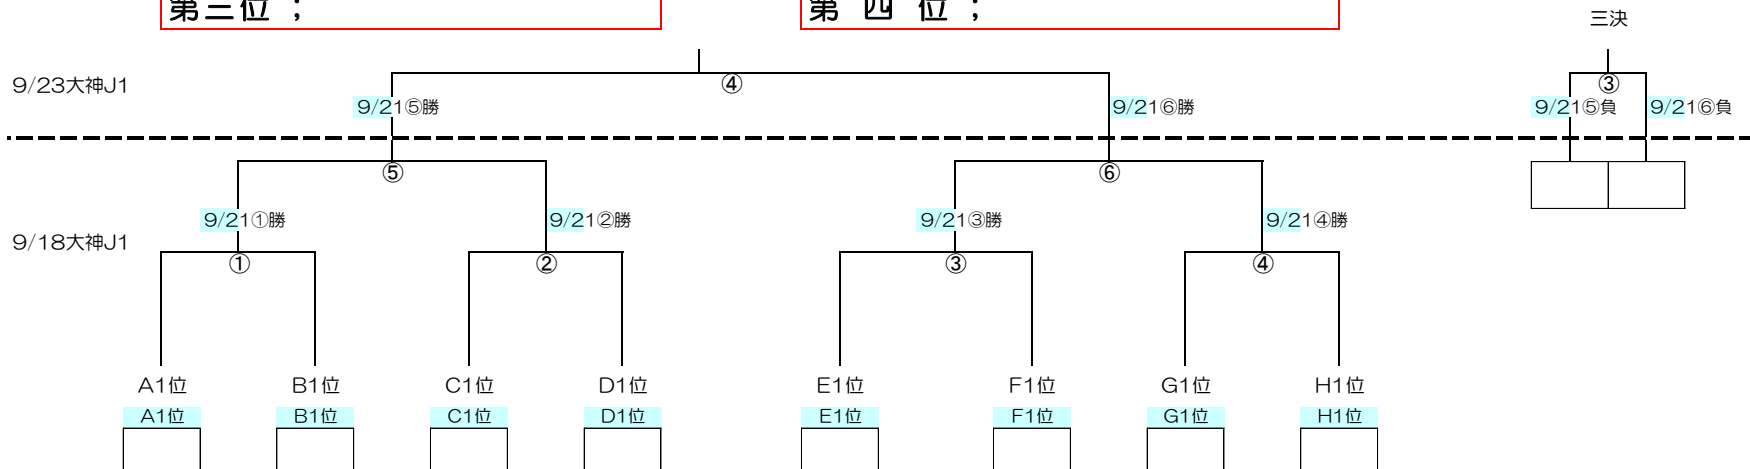 第三位；
第 四 位 ；
三決
9/23大神J1
④
③
9/21⑤勝
9/21⑥勝
9/21⑤負
9/21⑥負
⑤
⑥
9/21①勝
9/21②勝
9/21③勝
9/21④勝
9/18大神J1
①
②
③
④
A1位
B1位
C1位
D1位
E1位
F1位
G1位
H1位
A1位
B1位
C1位
D1位
E1位
F1位
G1位
H1位